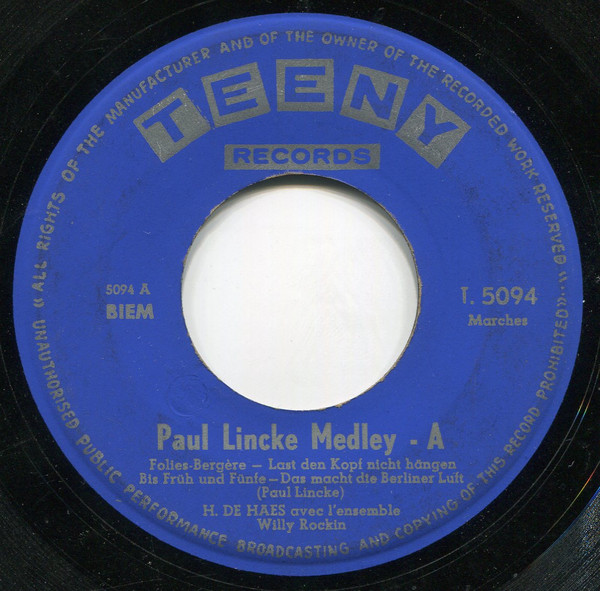 « ALL RIGHTS OF THE MANUFACTURER AND OF THE OWNER OF THE RECORDED WORK RESERVED »
TEENY
RECORDS
5094 A
BIEM
T. 5094
Marches
Paul Lincke Medley - A
Folies-Bergère — Last den Kopf nicht hängen
Bis Früh und Fünfe — Das macht die Berliner Luft
(Paul Lincke)
H. DE HAES avec l'ensemble
Willy Rockin
UNAUTHORISED PUBLIC PERFORMANCE BROADCASTING AND COPYING OF THIS RECORD PROHIBITED»